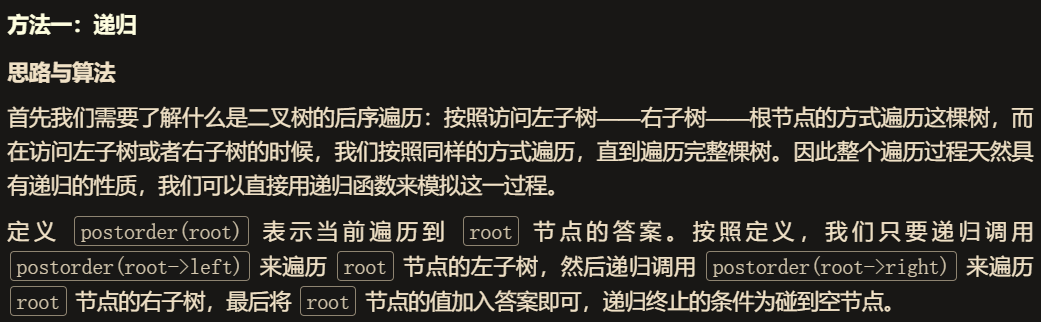 方法一：递归
思路与算法
首先我们需要了解什么是二叉树的后序遍历：按照访问左子树——右子树——根节点的方式遍历这棵树，而
在访问左子树或者右子树的时候，我们按照同样的方式遍历，直到遍历完整棵树。因此整个遍历过程天然具
有递归的性质，我们可以直接用递归函数来模拟这一过程。
定义 postorder(root) 表示当前遍历到 root 节点的答案。按照定义，我们只要递归调用
postorder(root->left) 来遍历 root 节点的左子树，然后递归调用 postorder(root->right) 来遍历
root 节点的右子树，最后将 root 节点的值加入答案即可，递归终止的条件为碰到空节点。